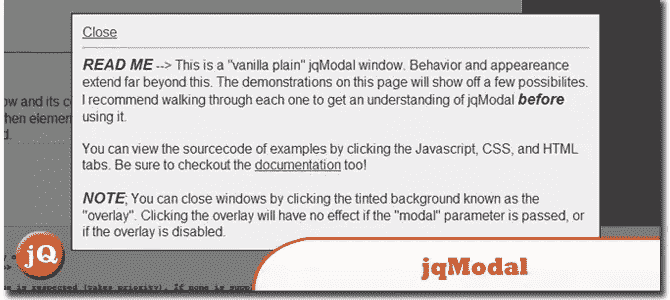 Close
READ ME --> This is a "vanilla plain" jqModal window. Behavior and appeareance
extend far beyond this. The demonstrations on this page will show off a few possibilites.
I recommend walking through each one to get an understanding of jqModal before
using it.
You can view the sourcecode of examples by clicking the Javascript, CSS, and HTML
tabs. Be sure to checkout the documentation too!
NOTE; You can close windows by clicking the tinted background known as the
"overlay". Clicking the overlay will have no effect if the "modal" parameter is passed, or
if the overlay is disabled.
ow and its
hen elemen
d.
jQ
jqModal